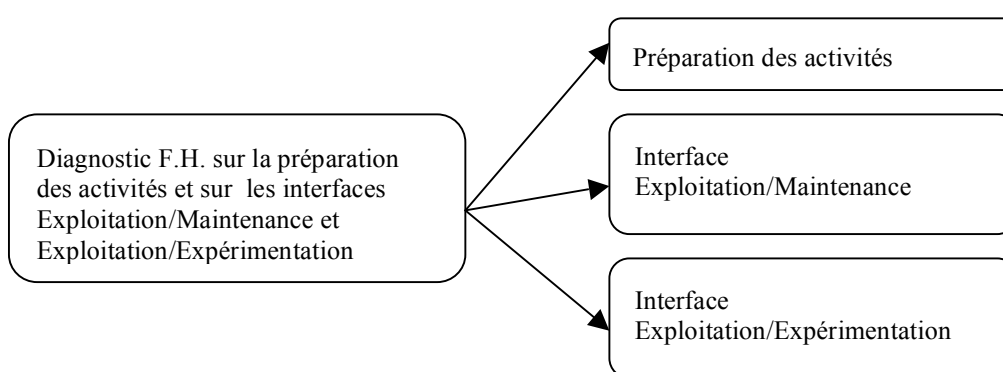 Diagnostic F.H. sur la préparation
des activités et sur les interfaces
Exploitation/Maintenance et
Exploitation/Expérimentation
Préparation des activités
Interface
Exploitation/Maintenance
Interface
Exploitation/Expérimentation